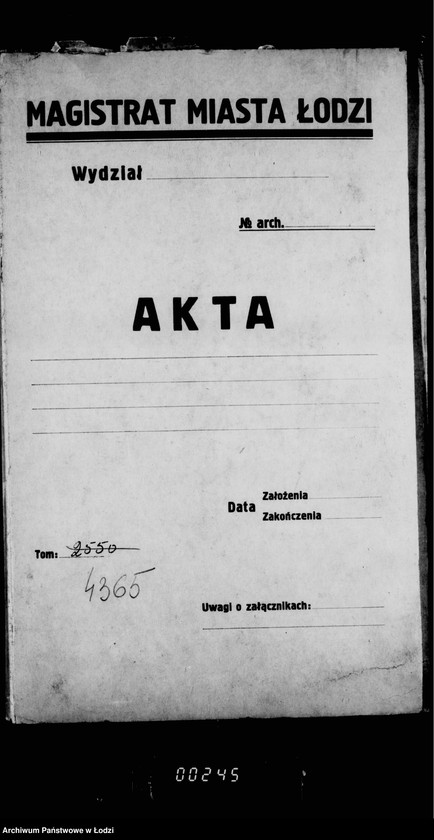 MAGISTRAT MIASTA ŁODZI
Wydział
№ arch.
AKTA
Data
Założenia
Zakończenia
Tom: 2550
4365
Uwagi o załącznikach:
00245
Archiwum Państwowe w Łodzi